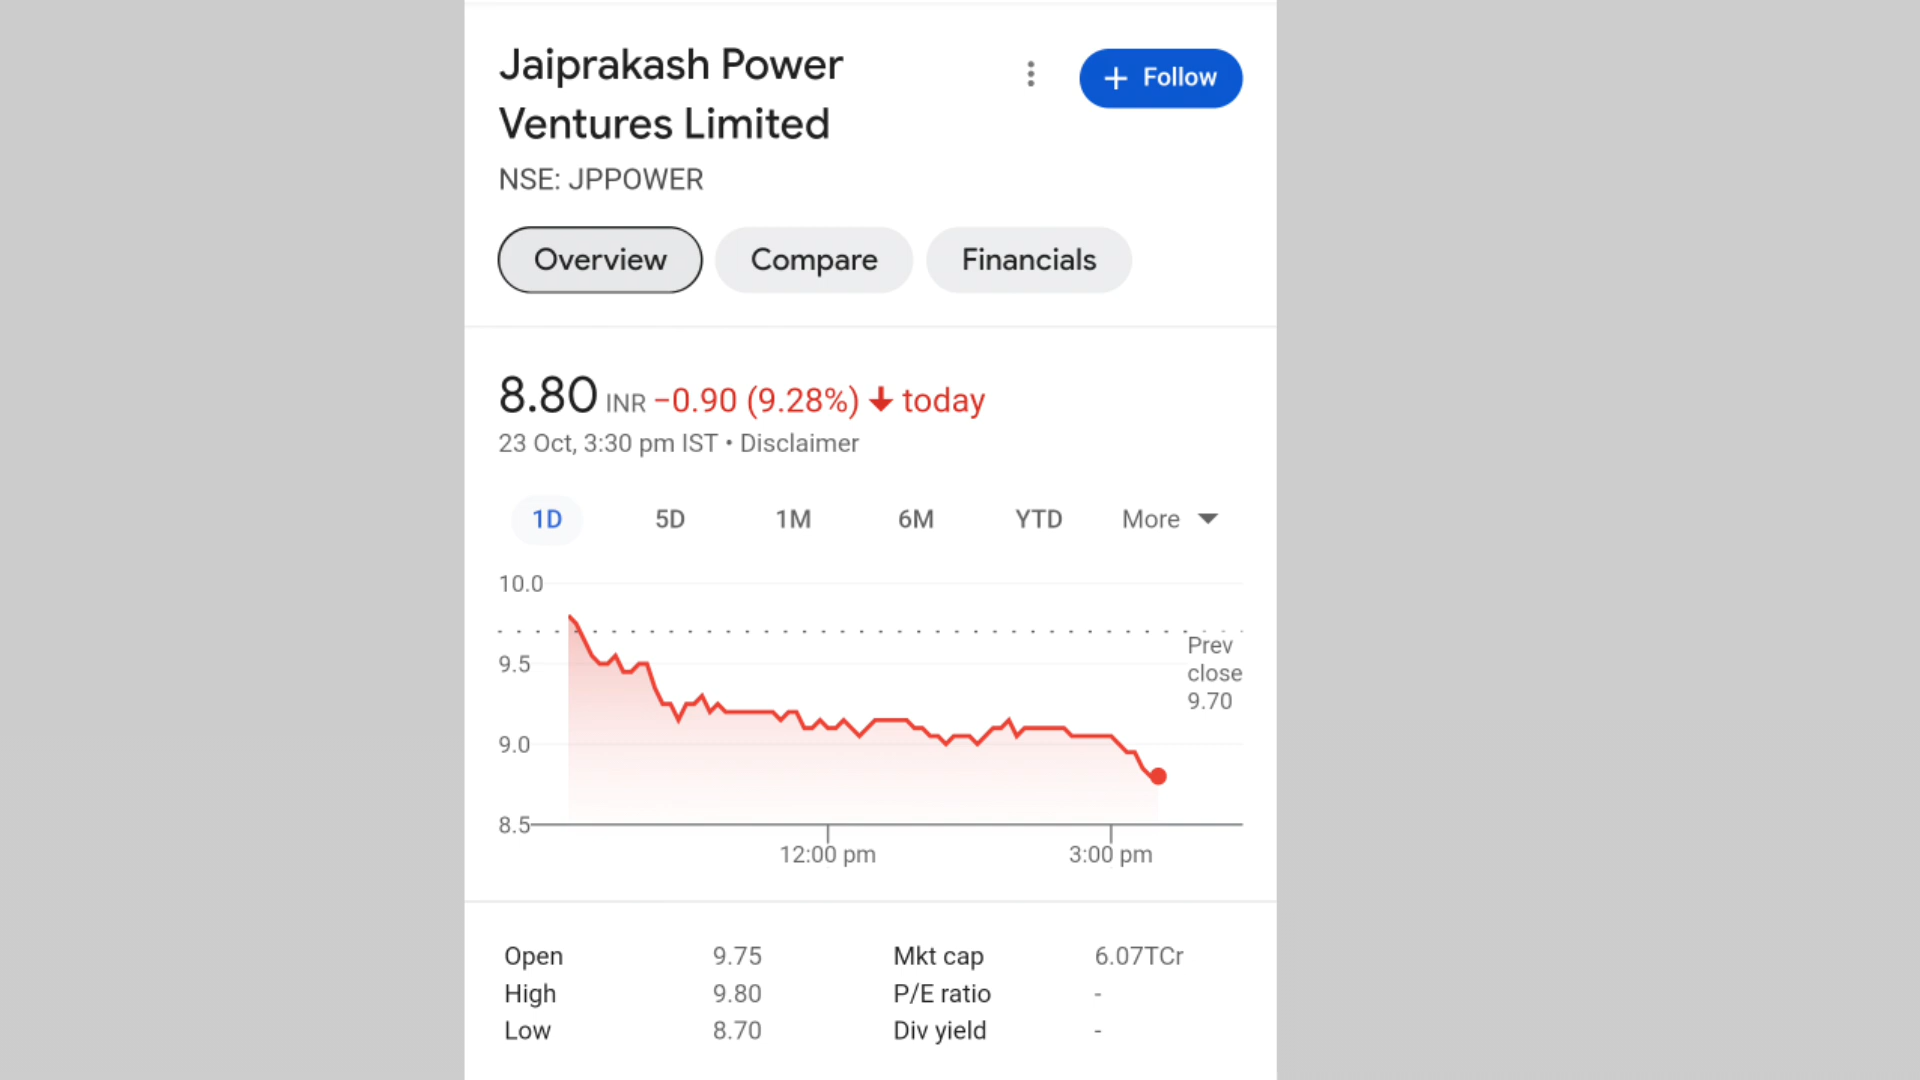 Jaiprakash Power
Ventures Limited
+ Follow
NSE: JPPOWER
Overview Compare Financials
8.80 INR −0.90 (9.28%) ↓ today
23 Oct, 3:30 pm IST • Disclaimer
1D 5D 1M 6M YTD More
10.0
9.5
9.0
8.5
Prev
close
9.70
12:00 pm 3:00 pm
Open 9.75 Mkt cap 6.07TCr
High 9.80 P/E ratio -
Low 8.70 Div yield -